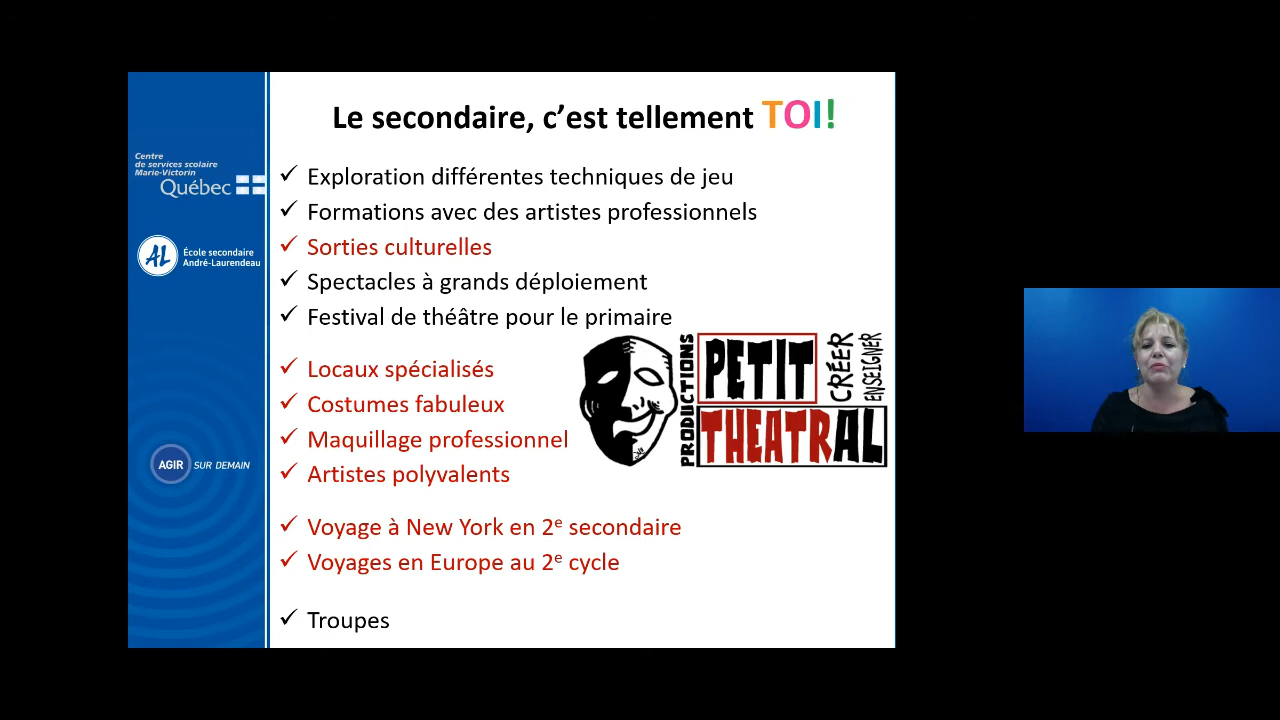 Le secondaire, c’est tellement TOI!
Centre
de services scolaire
Marie-Victorin
Québec
AL
École secondaire
André-Laurendeau
AGIR SUR DEMAIN
✓ Exploration différentes techniques de jeu
✓ Formations avec des artistes professionnels
✓ Sorties culturelles
✓ Spectacles à grands déploiement
✓ Festival de théâtre pour le primaire
✓ Locaux spécialisés
✓ Costumes fabuleux
✓ Maquillage professionnel
✓ Artistes polyvalents
PRODUCTIONS
PETIT
THEATRAL
CRÉER
ENSEIGNER
✓ Voyage à New York en 2e secondaire
✓ Voyages en Europe au 2e cycle
✓ Troupes